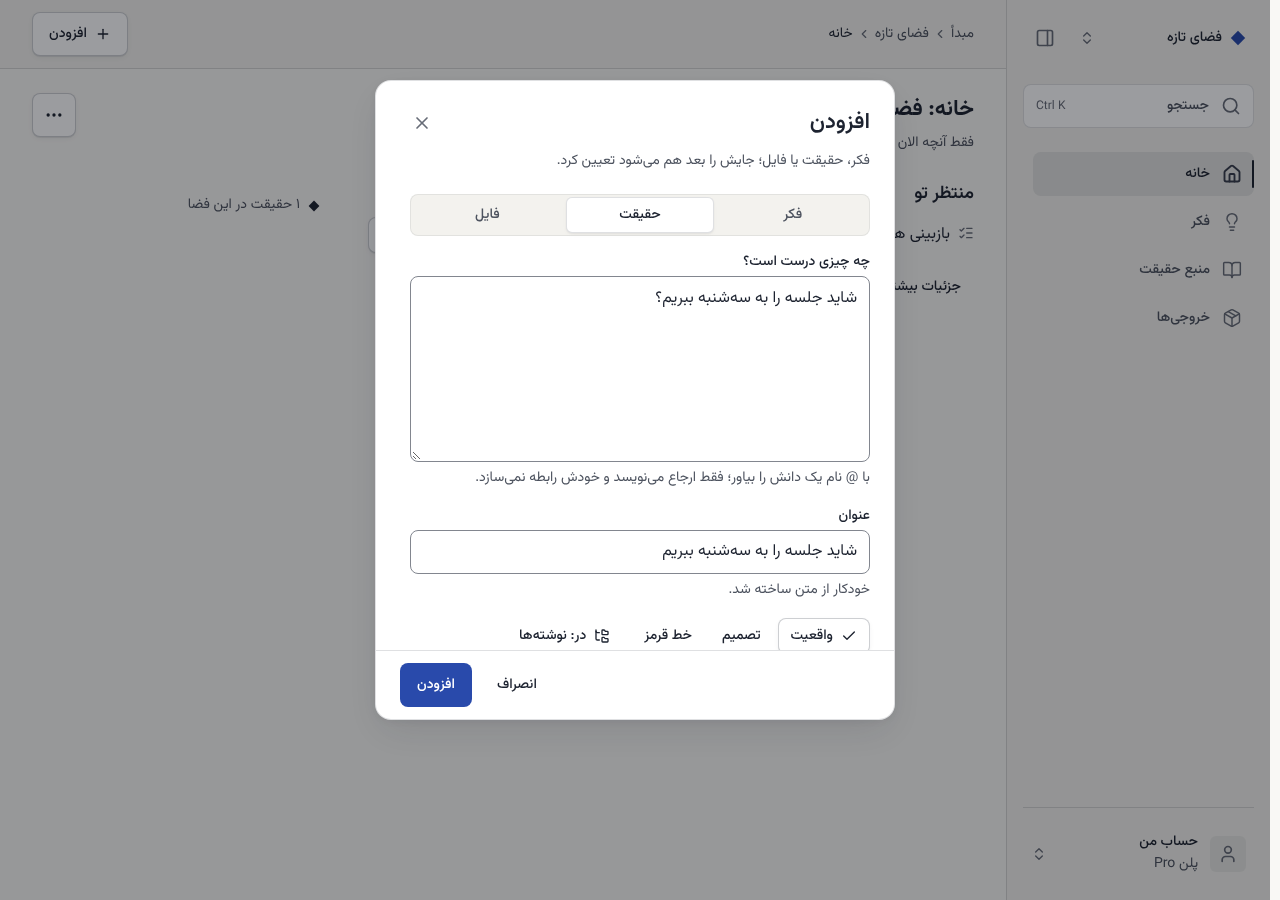 فضای تازه
جستجو
Ctrl K
خانه
فکر
منبع حقیقت
خروجی‌ها
حساب من
پلن Pro
مبدأ › فضای تازه › خانه
افزودن
خانه:
فقط آنچه الان
منتظر تو
بازبینی
جزئیات
۱ حقیقت در این فضا
افزودن
فکر، حقیقت یا فایل؛ جایش را بعد هم می‌شود تعیین کرد.
فکر
حقیقت
فایل
چه چیزی درست است؟
شاید جلسه را به سه‌شنبه ببریم؟
با @ نام یک دانش را بیاور؛ فقط ارجاع می‌نویسد و خودش رابطه نمی‌سازد.
عنوان
شاید جلسه را به سه‌شنبه ببریم
خودکار از متن ساخته شد.
واقعیت
تصمیم
خط قرمز
در: نوشته‌ها
انصراف
افزودن